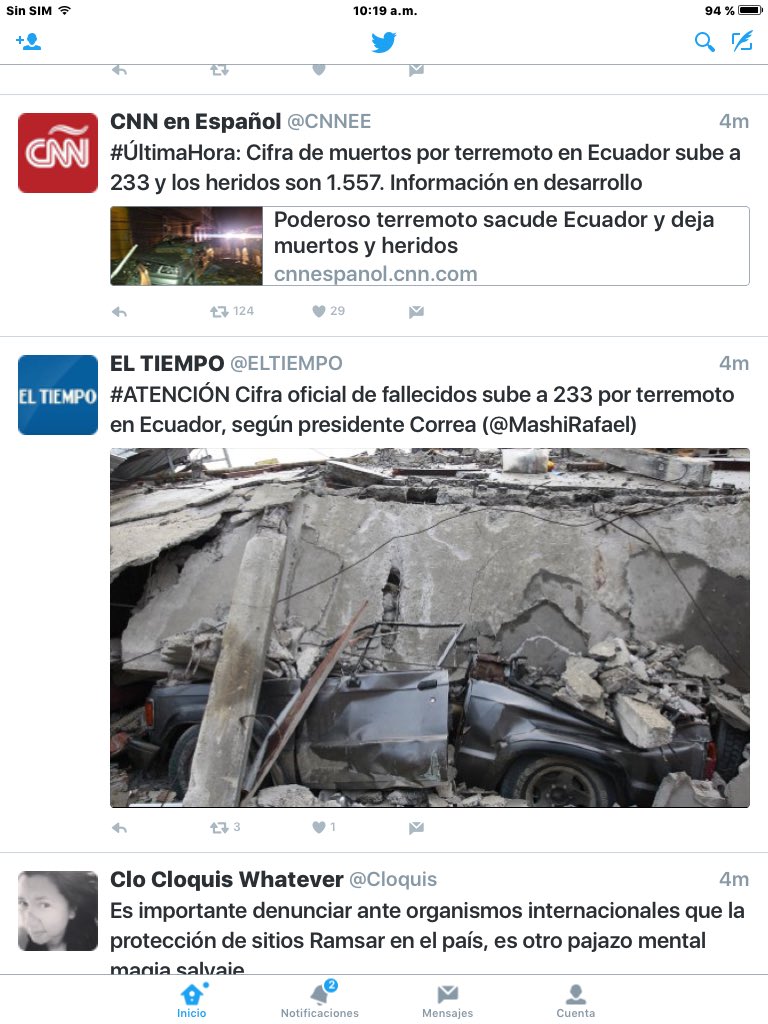 Sin SIM 10:19 a.m. 94 %
CNN en Español @CNNEE 4m
CNN
#ÚltimaHora: Cifra de muertos por terremoto en Ecuador sube a
233 y los heridos son 1.557. Información en desarrollo
Poderoso terremoto sacude Ecuador y deja
muertos y heridos
cnnespanol.cnn.com
124 29
EL TIEMPO @ELTIEMPO 4m
EL TIEMPO
#ATENCIÓN Cifra oficial de fallecidos sube a 233 por terremoto
en Ecuador, según presidente Correa (@MashiRafael)
3 1
Clo Cloquis Whatever @Cloquis 4m
Es importante denunciar ante organismos internacionales que la
protección de sitios Ramsar en el país, es otro pajazo mental
magia salvaje
2
Inicio Notificaciones Mensajes Cuenta